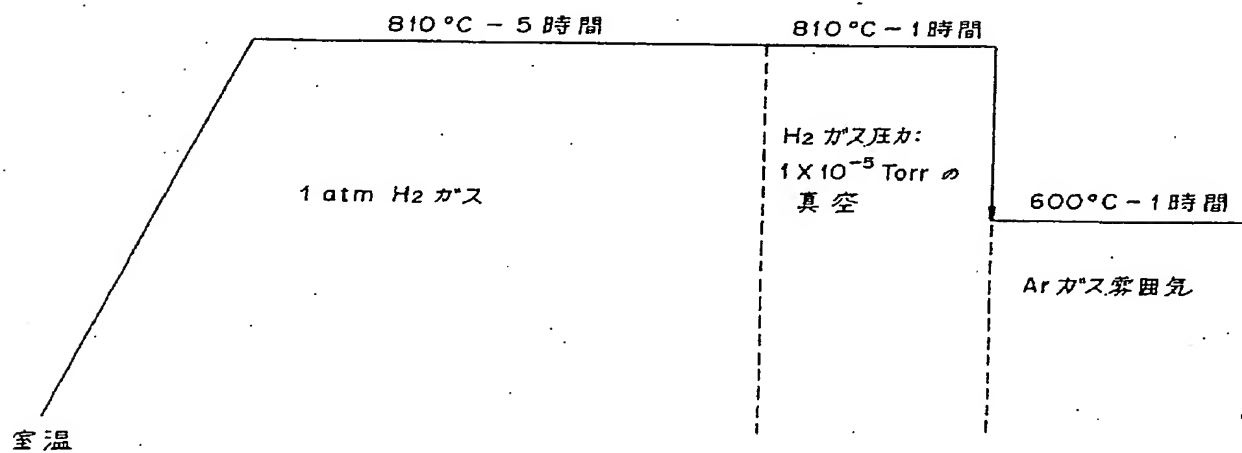 810°C - 5時間
810°C - 1時間
H2 ガス圧力:
1×10⁻⁵ Torr の
真空
1 atm H2 ガス
600°C - 1時間
Ar ガス雰囲気
室温